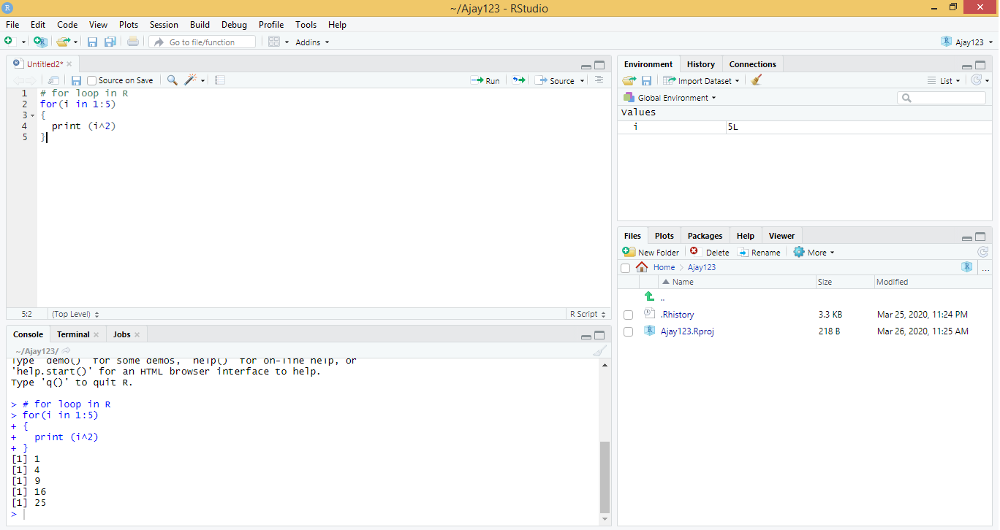 ~/Ajay123 - RStudio
File Edit Code View Plots Session Build Debug Profile Tools Help
Go to file/function Addins Ajay123
Untitled2*
Source on Save Run Source
1 # for loop in R
2 for(i in 1:5)
3 {
4 print (i^2)
5 }
5:2 (Top Level) R Script
Console Terminal Jobs
~/Ajay123/
Type 'demo()' for some demos, 'help()' for on-line help, or
'help.start()' for an HTML browser interface to help.
Type 'q()' to quit R.
> # for loop in R
> for(i in 1:5)
+ {
+   print (i^2)
+ }
[1] 1
[1] 4
[1] 9
[1] 16
[1] 25
>
Environment History Connections
Import Dataset List
Global Environment
Values
i 5L
Files Plots Packages Help Viewer
New Folder Delete Rename More
Home Ajay123 R ...
Name Size Modified
..
.Rhistory 3.3 KB Mar 25, 2020, 11:24 PM
Ajay123.Rproj 218 B Mar 26, 2020, 11:25 AM